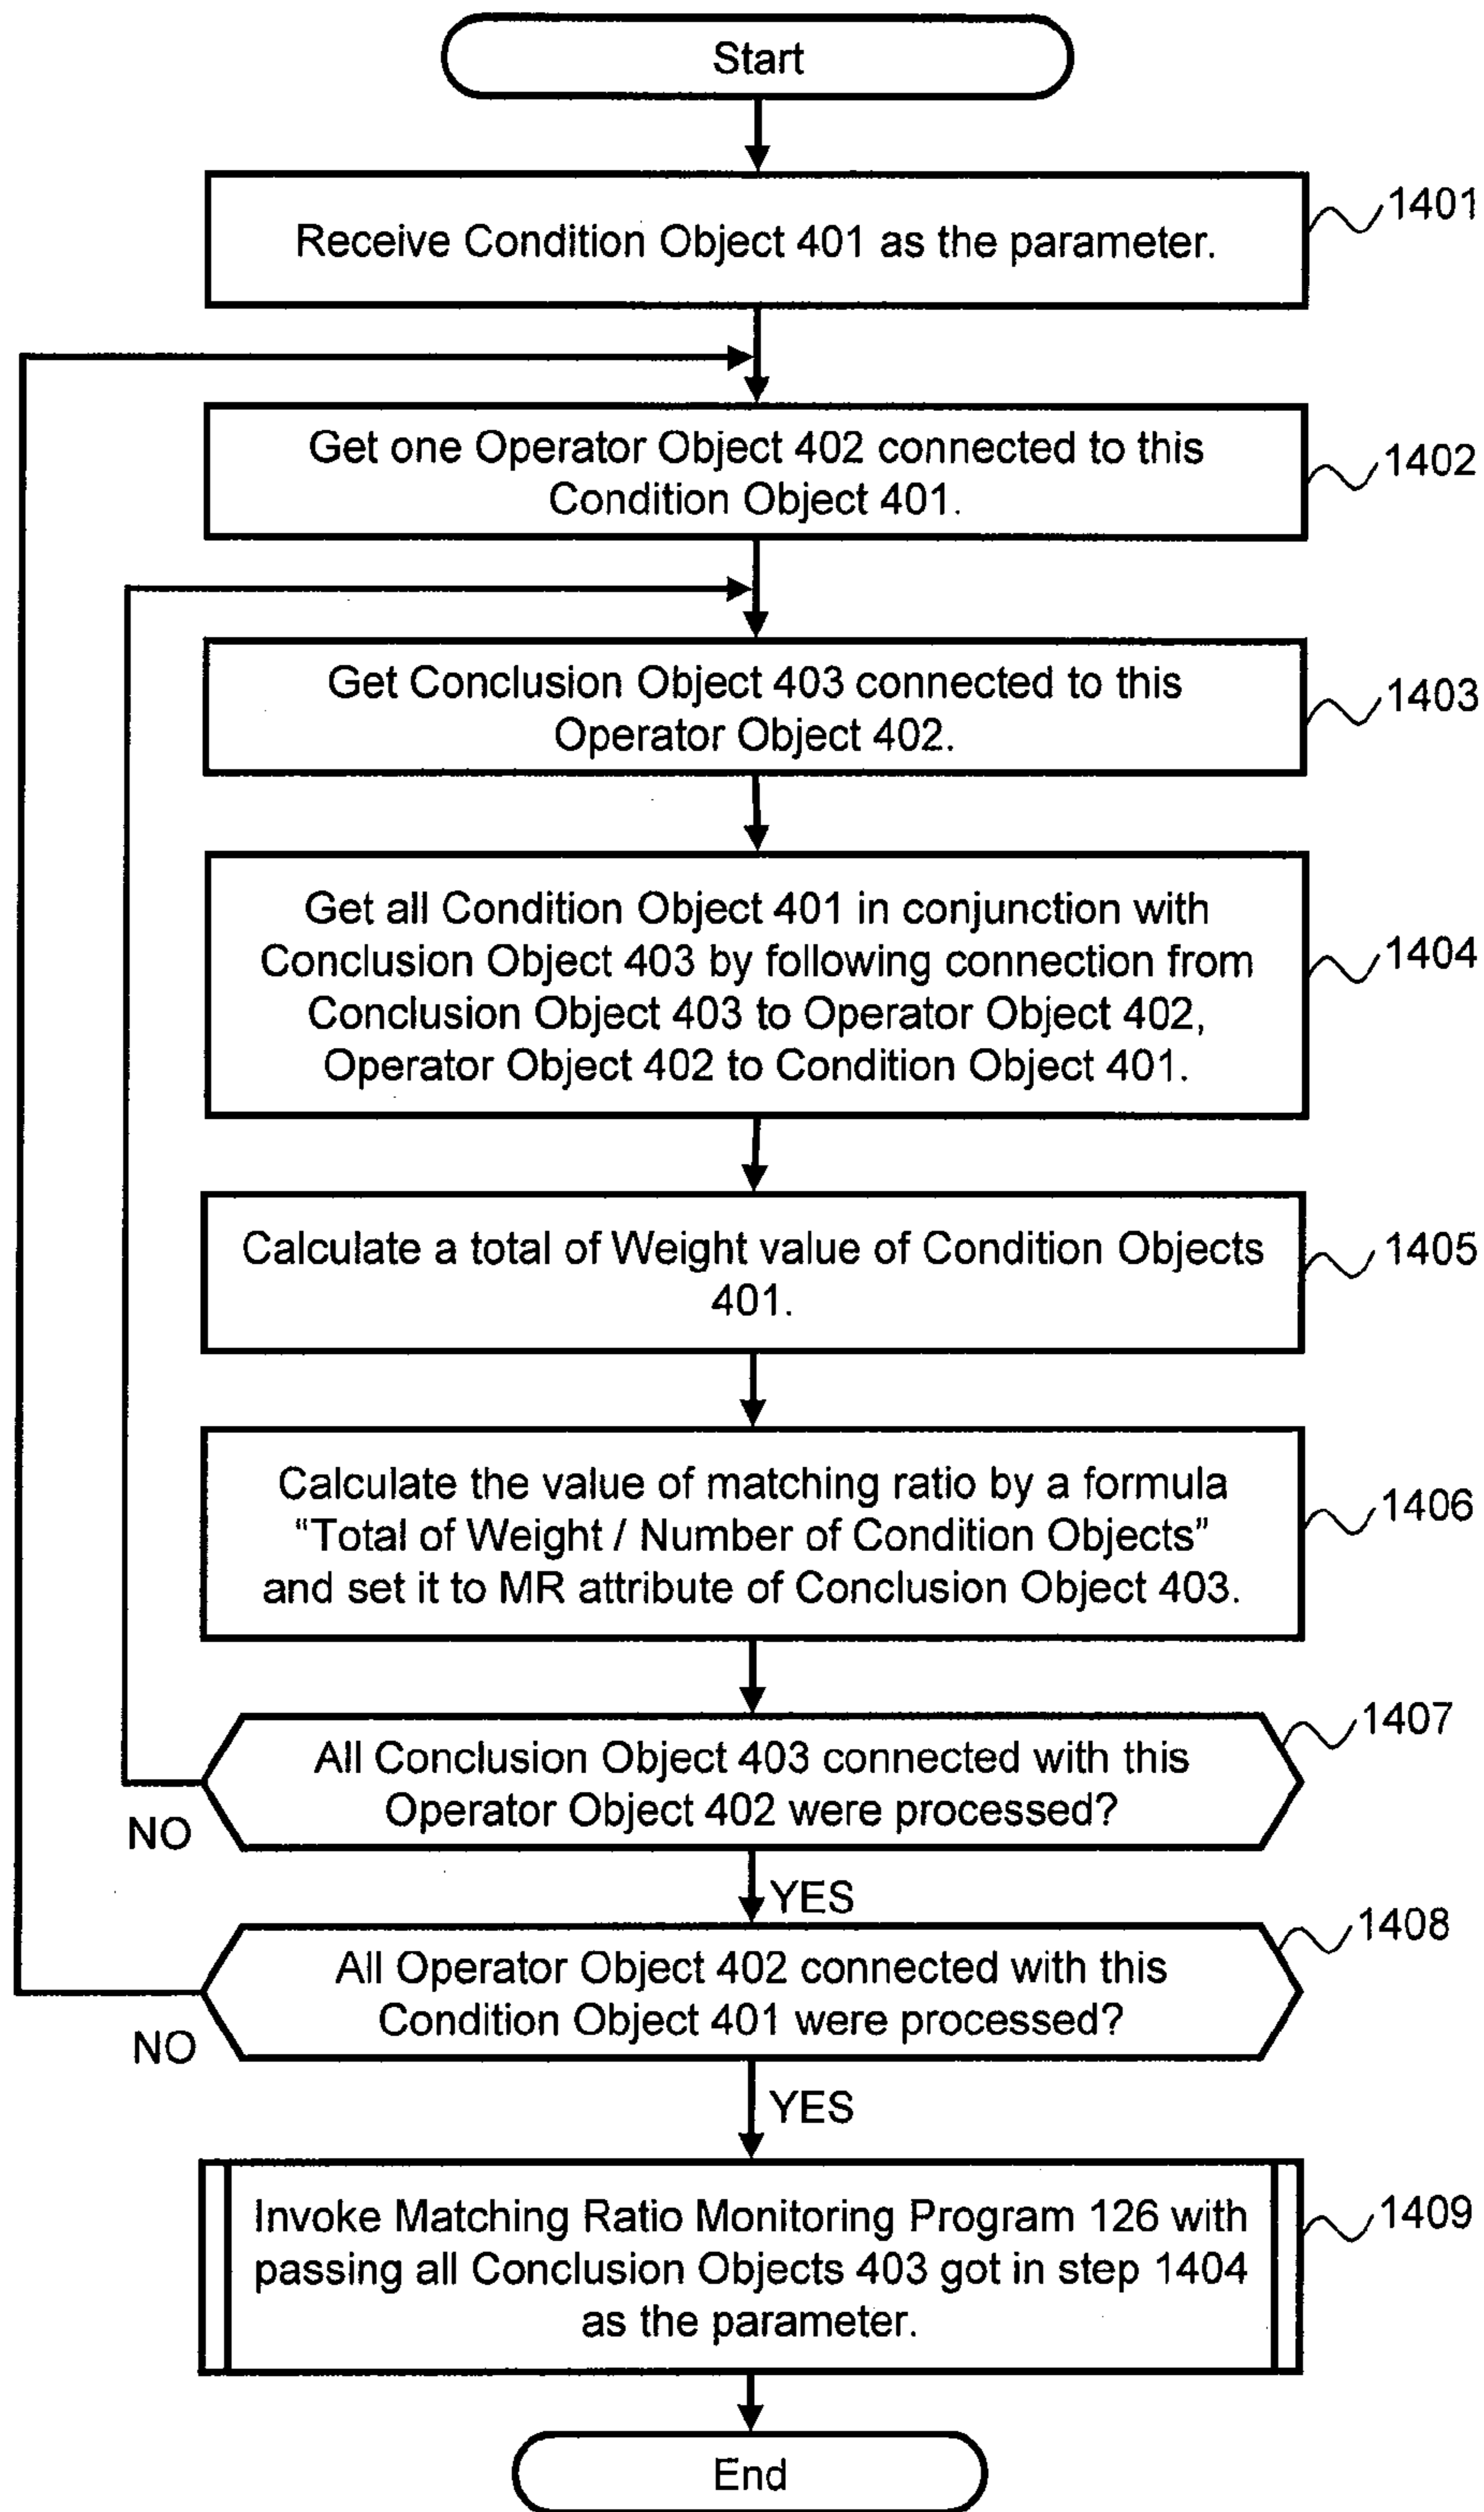 Start
Receive Condition Object 401 as the parameter.
1401
Get one Operator Object 402 connected to this
Condition Object 401.
1402
Get Conclusion Object 403 connected to this
Operator Object 402.
1403
Get all Condition Object 401 in conjunction with
Conclusion Object 403 by following connection from
Conclusion Object 403 to Operator Object 402,
Operator Object 402 to Condition Object 401.
1404
Calculate a total of Weight value of Condition Objects
401.
1405
Calculate the value of matching ratio by a formula
“Total of Weight / Number of Condition Objects”
and set it to MR attribute of Conclusion Object 403.
1406
All Conclusion Object 403 connected with this
Operator Object 402 were processed?
1407
NO
YES
All Operator Object 402 connected with this
Condition Object 401 were processed?
1408
NO
YES
Invoke Matching Ratio Monitoring Program 126 with
passing all Conclusion Objects 403 got in step 1404
as the parameter.
1409
End